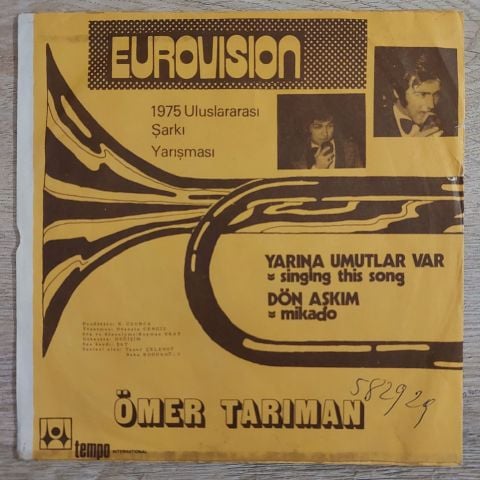 EUROVISION
1975 Uluslararası
Şarkı
Yarışması
YARINA UMUTLAR VAR
singing this song
DÖN AŞKIM
mikado
ÖMER TARIMAN
582929
tempo INTERNATIONAL